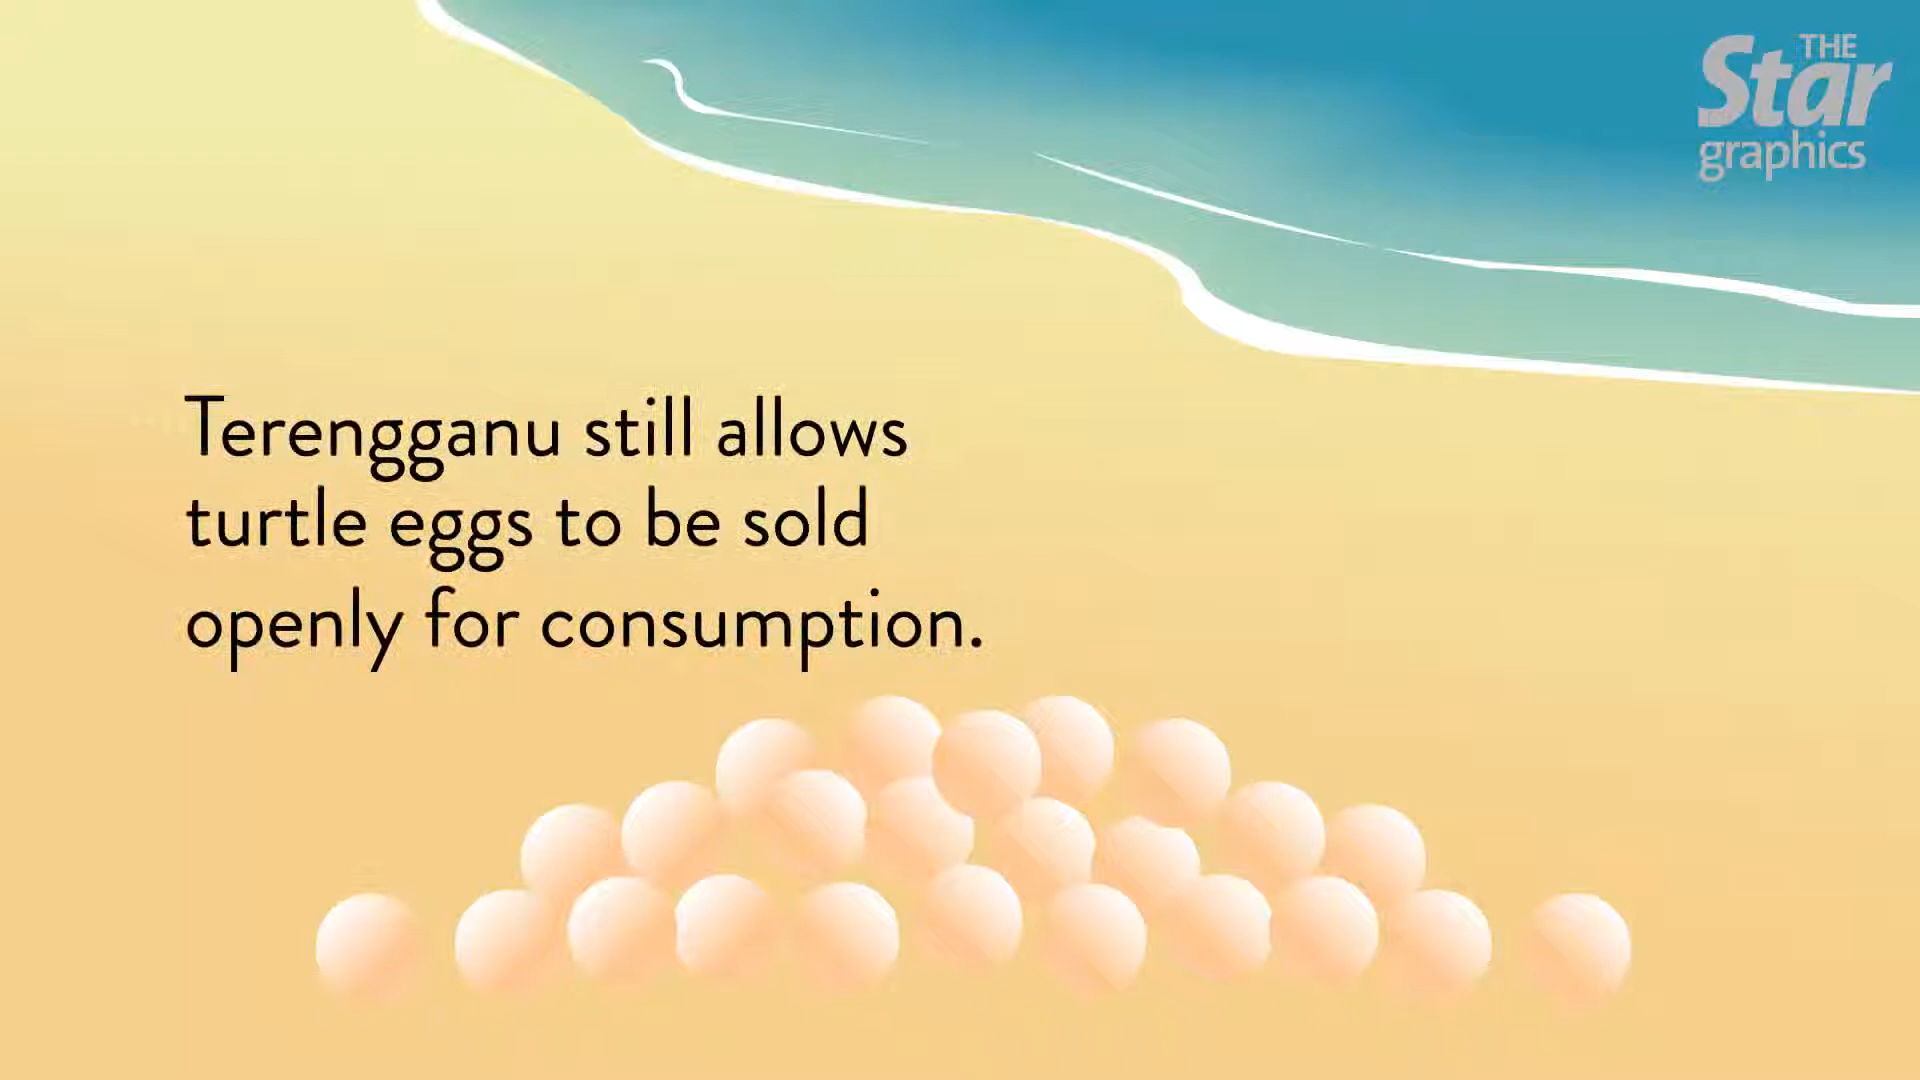 THE
Star
graphics
Terengganu still allows
turtle eggs to be sold
openly for consumption.